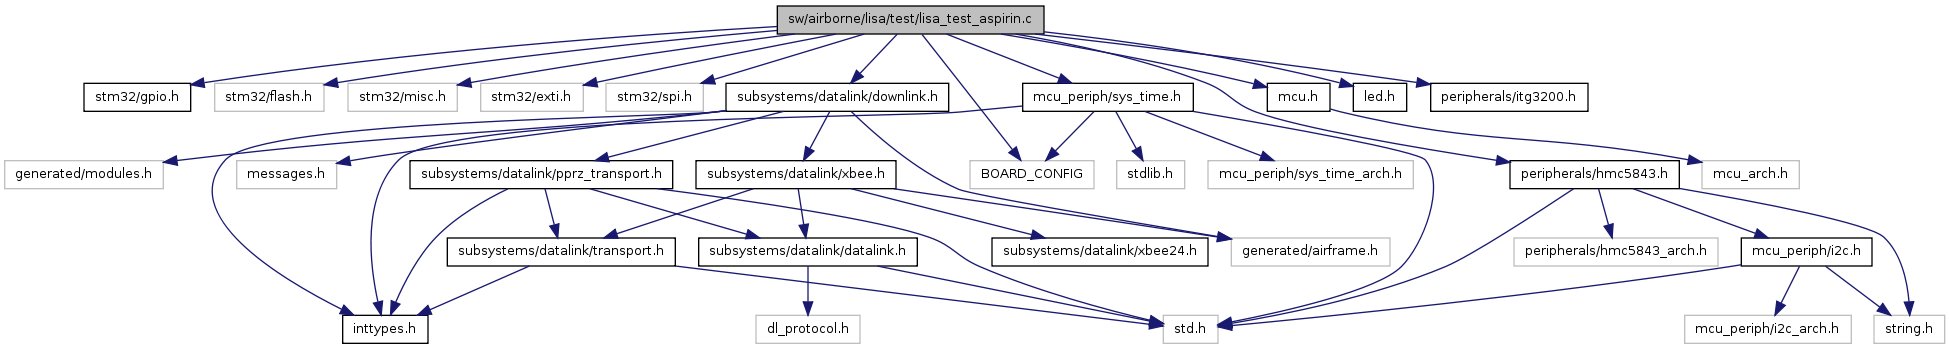 sw/airborne/lisa/test/lisa_test_aspirin.c
stm32/gpio.h
stm32/flash.h
stm32/misc.h
stm32/exti.h
stm32/spi.h
subsystems/datalink/downlink.h
mcu_periph/sys_time.h
mcu.h
led.h
peripherals/itg3200.h
generated/modules.h
messages.h
subsystems/datalink/pprz_transport.h
subsystems/datalink/xbee.h
BOARD_CONFIG
stdlib.h
mcu_periph/sys_time_arch.h
peripherals/hmc5843.h
mcu_arch.h
subsystems/datalink/transport.h
subsystems/datalink/datalink.h
subsystems/datalink/xbee24.h
generated/airframe.h
peripherals/hmc5843_arch.h
mcu_periph/i2c.h
inttypes.h
dl_protocol.h
std.h
mcu_periph/i2c_arch.h
string.h